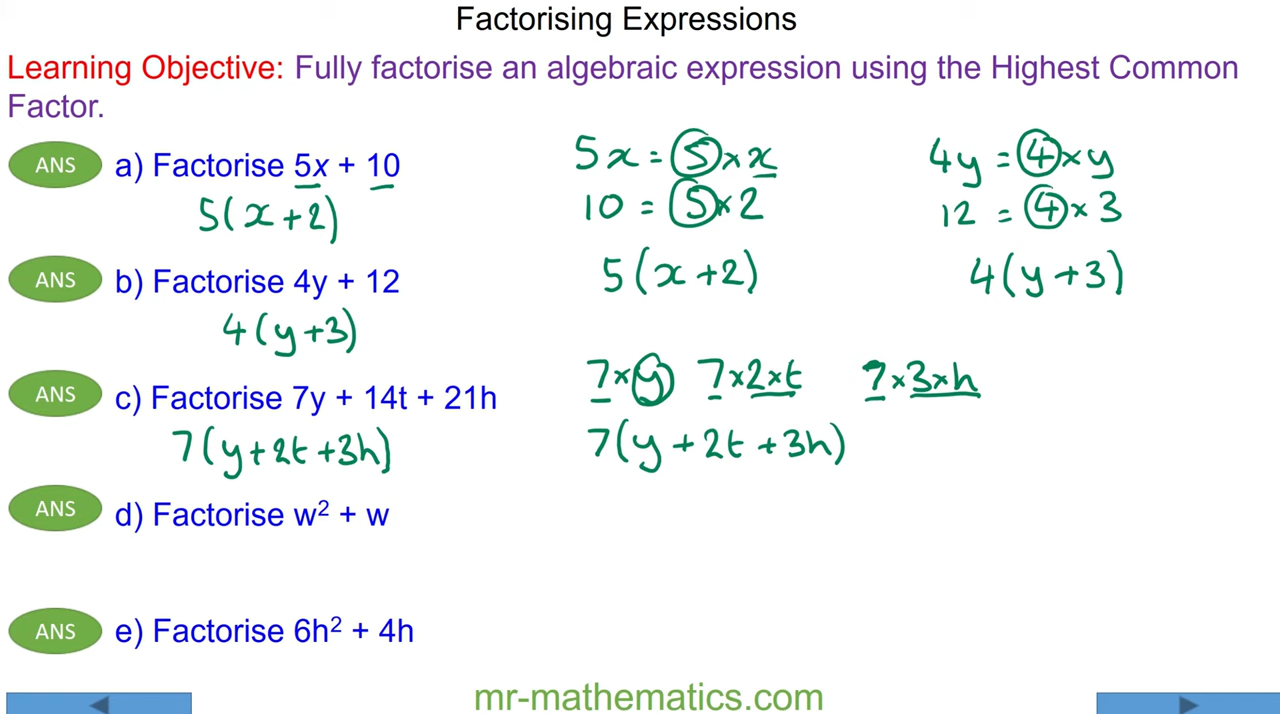 Factorising Expressions
Learning Objective: Fully factorise an algebraic expression using the Highest Common
Factor.
ANS a) Factorise 5x + 10
5(x+2)
5x = 5 × x
10 = 5 × 2
5(x+2)
4y = 4 × y
12 = 4 × 3
4(y+3)
ANS b) Factorise 4y + 12
4(y+3)
ANS c) Factorise 7y + 14t + 21h
7(y+2t+3h)
7×y 7×2×t 7×3×h
7(y + 2t + 3h)
ANS d) Factorise w² + w
ANS e) Factorise 6h² + 4h
mr-mathematics.com